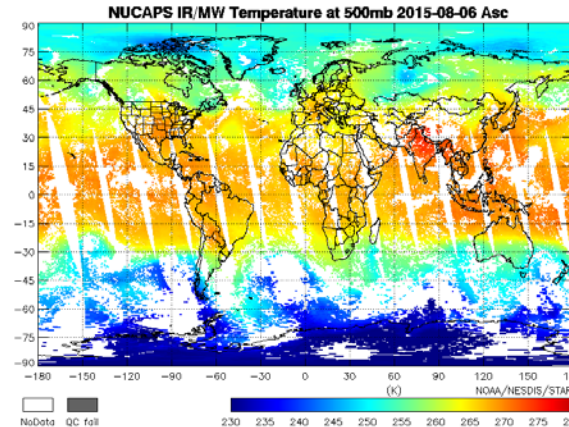 NUCAPS IR/MW Temperature at 500mb 2015-08-06 Asc
90
75
60
45
30
15
0
−15
−30
−45
−60
−75
−90
−180 −150 −120 −90 −60 −30 0 30 60 90 120 150
(K) NOAA/NESDIS/STAR
NoData QC fail
230 235 240 245 250 255 260 265 270 275